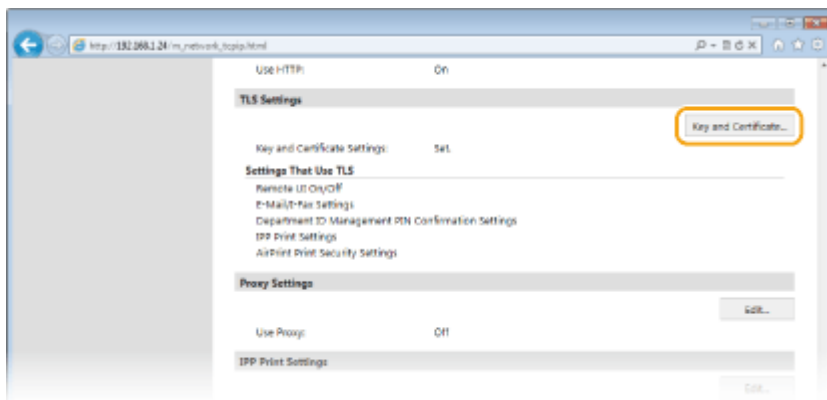 http://192.168.1.24/m_network_tcpip.html
Use HTTP: On
TLS Settings
Key and Certificate...
Key and Certificate Settings: Set.
Settings That Use TLS
Remote UI On/Off
E-Mail/I-Fax Settings
Department ID Management PIN Confirmation Settings
IPP Print Settings
AirPrint Print Security Settings
Proxy Settings
Edit...
Use Proxy: Off
IPP Print Settings
Edit...